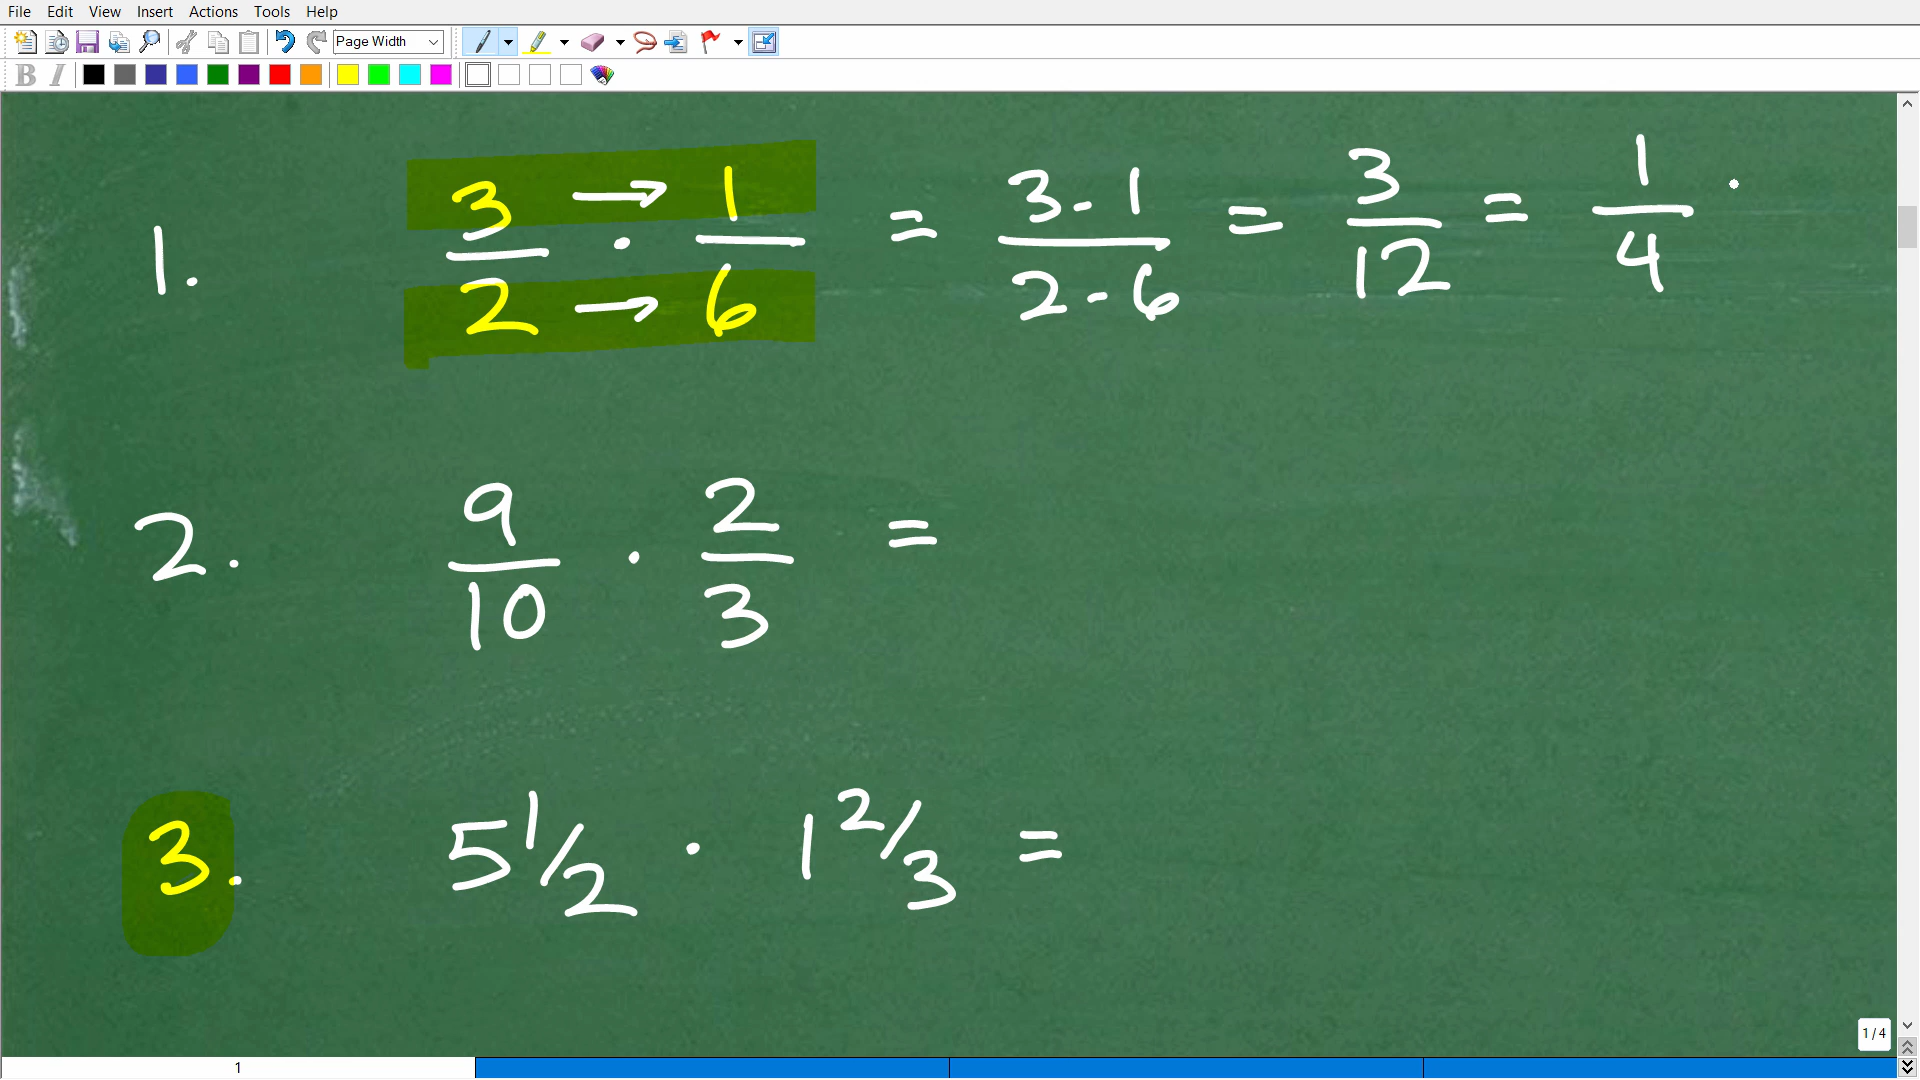 File Edit View Insert Actions Tools Help
Page Width
B I
1. 3/2 → · → 1/6 = 3-1/2-6 = 3/12 = 1/4
2. 9/10 · 2/3 =
3. 5 1/2 · 1 2/3 =
1 / 4
1